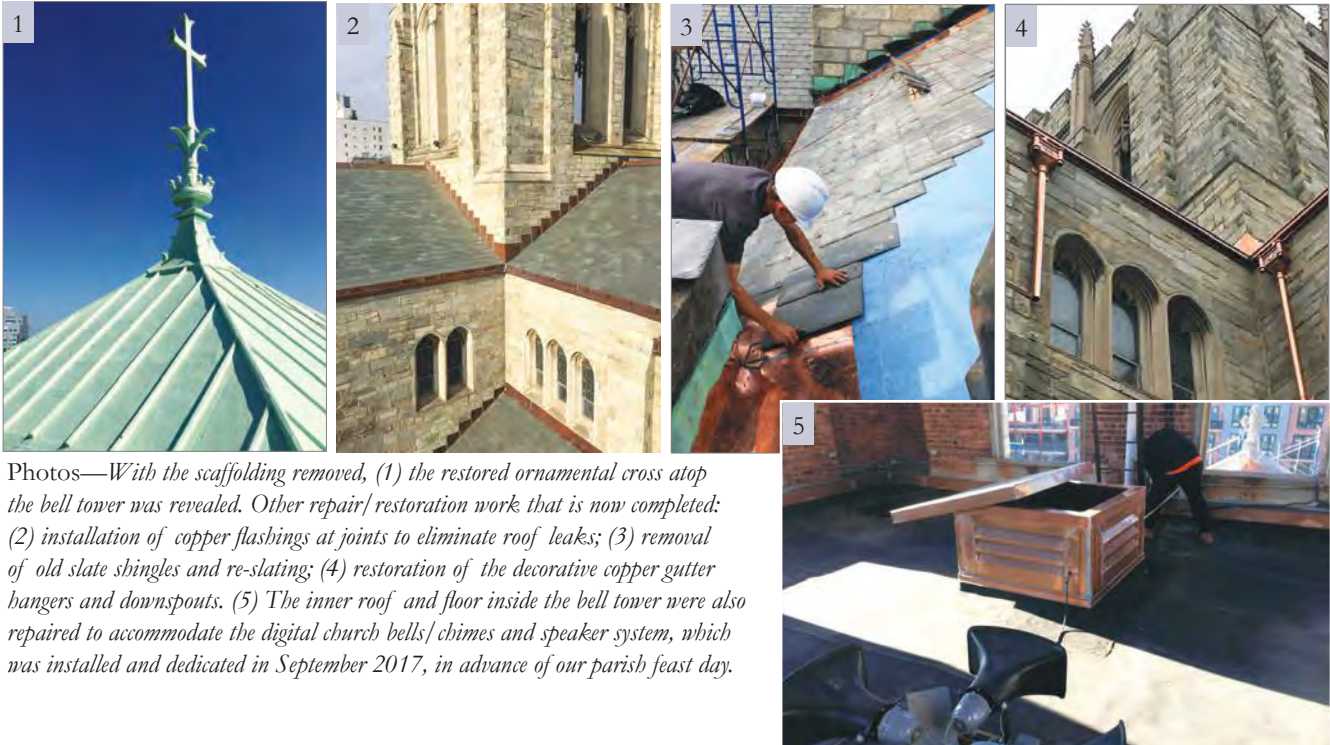 1
2
3
4
5
Photos—With the scaffolding removed, (1) the restored ornamental cross atop
the bell tower was revealed. Other repair/restoration work that is now completed:
(2) installation of copper flashings at joints to eliminate roof leaks; (3) removal
of old slate shingles and re-slating; (4) restoration of the decorative copper gutter
hangers and downspouts. (5) The inner roof and floor inside the bell tower were also
repaired to accommodate the digital church bells/chimes and speaker system, which
was installed and dedicated in September 2017, in advance of our parish feast day.